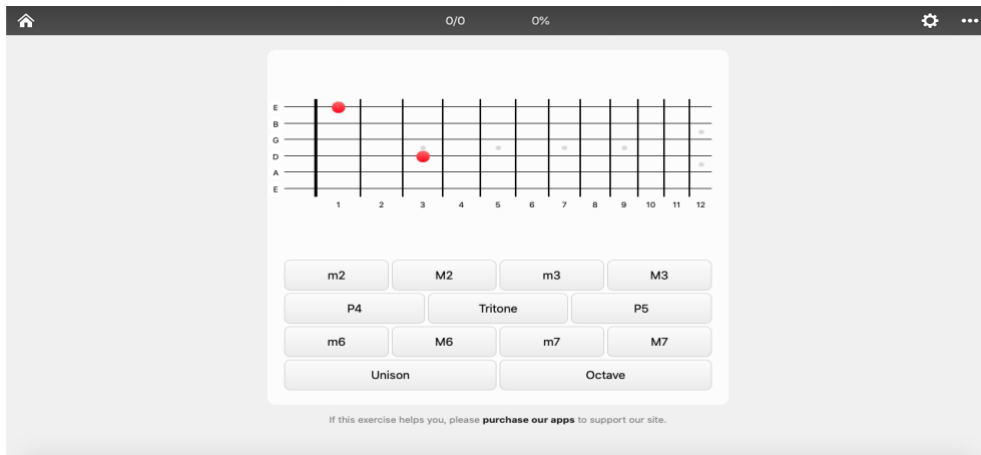 0/0 0%
E
B
G
D
A
E
1 2 3 4 5 6 7 8 9 10 11 12
m2 M2 m3 M3
P4 Tritone P5
m6 M6 m7 M7
Unison Octave
If this exercise helps you, please purchase our apps to support our site.